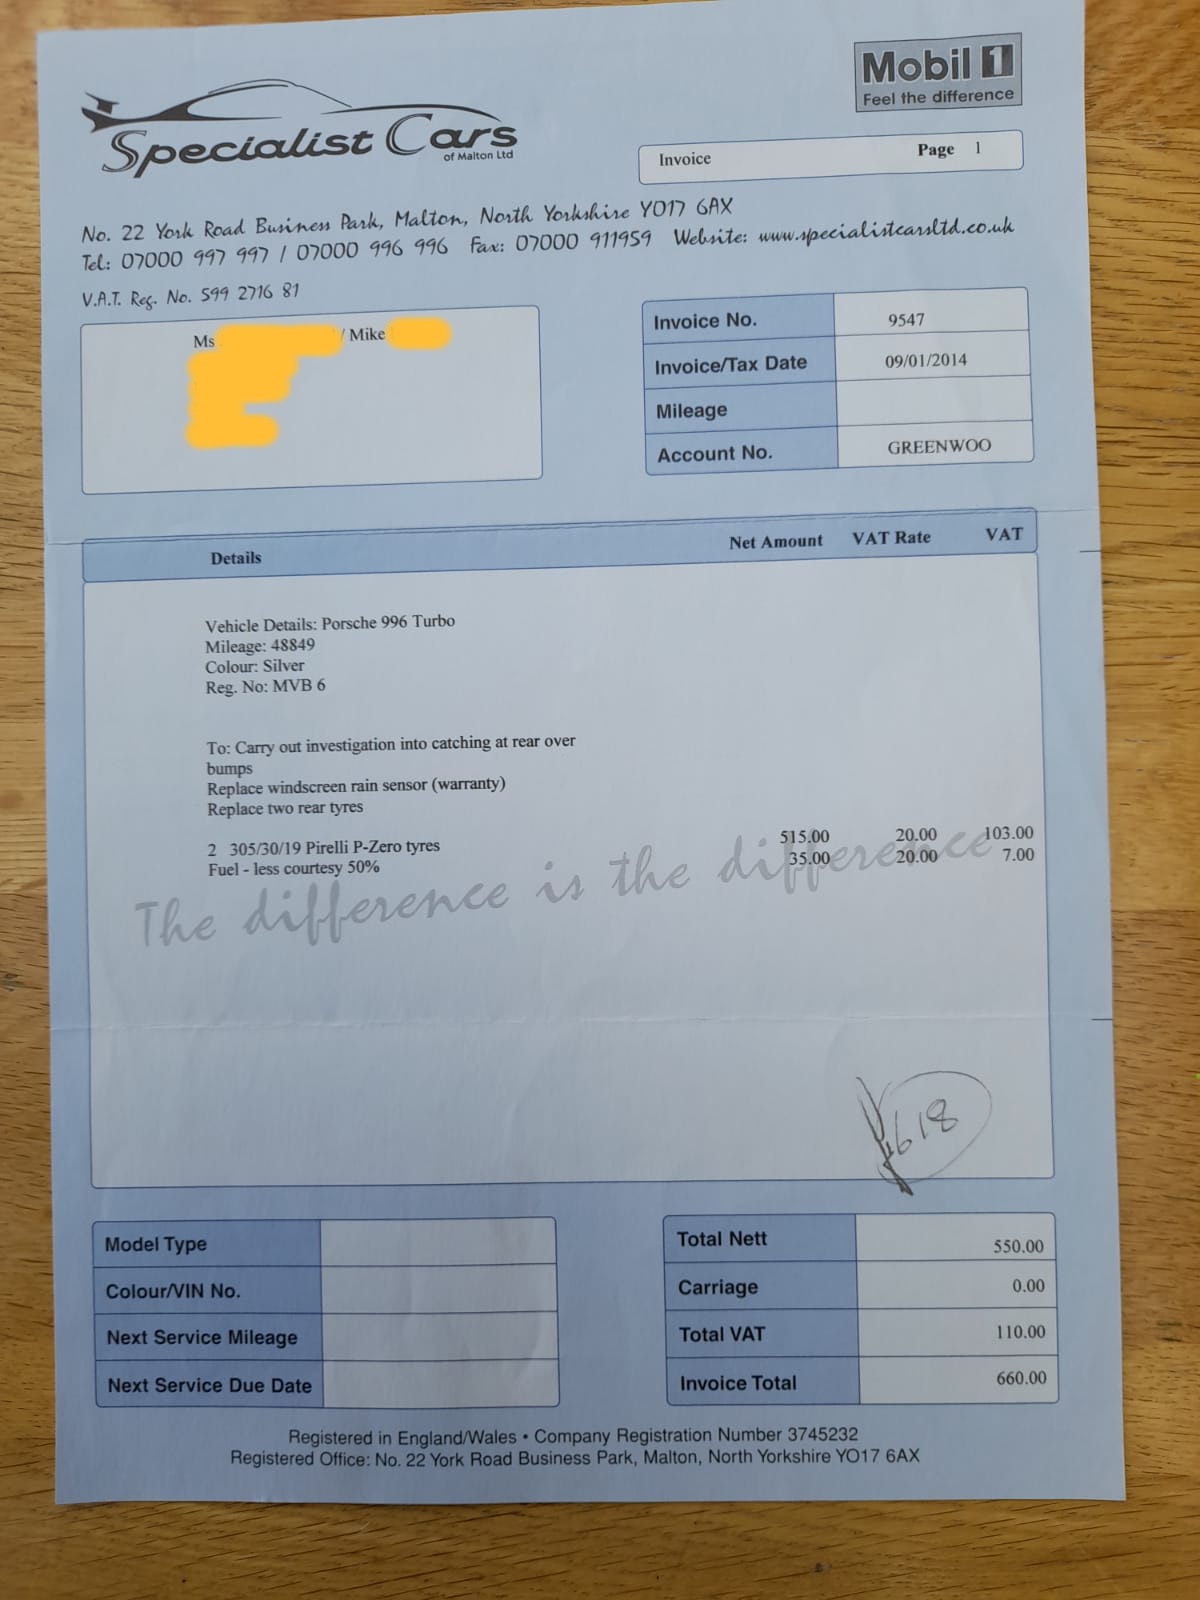 Mobil 1
Feel the difference
Specialist Cars
of Malton Ltd
Invoice Page 1
No. 22 York Road Business Park, Malton, North Yorkshire YO17 6AX
Tel: 07000 997 997 / 07000 996 996 Fax: 07000 911959 Website: www.specialistcarsltd.co.uk
V.A.T. Reg. No. 599 2716 81
Ms / Mike
Invoice No. 9547
Invoice/Tax Date 09/01/2014
Mileage
Account No. GREENWOO
Details Net Amount VAT Rate VAT
Vehicle Details: Porsche 996 Turbo
Mileage: 48849
Colour: Silver
Reg. No: MVB 6
To: Carry out investigation into catching at rear over
bumps
Replace windscreen rain sensor (warranty)
Replace two rear tyres
2 305/30/19 Pirelli P-Zero tyres 515.00 20.00 103.00
Fuel - less courtesy 50% 35.00 20.00 7.00
The difference is the difference
618
Model Type
Colour/VIN No.
Next Service Mileage
Next Service Due Date
Total Nett 550.00
Carriage 0.00
Total VAT 110.00
Invoice Total 660.00
Registered in England/Wales • Company Registration Number 3745232
Registered Office: No. 22 York Road Business Park, Malton, North Yorkshire YO17 6AX